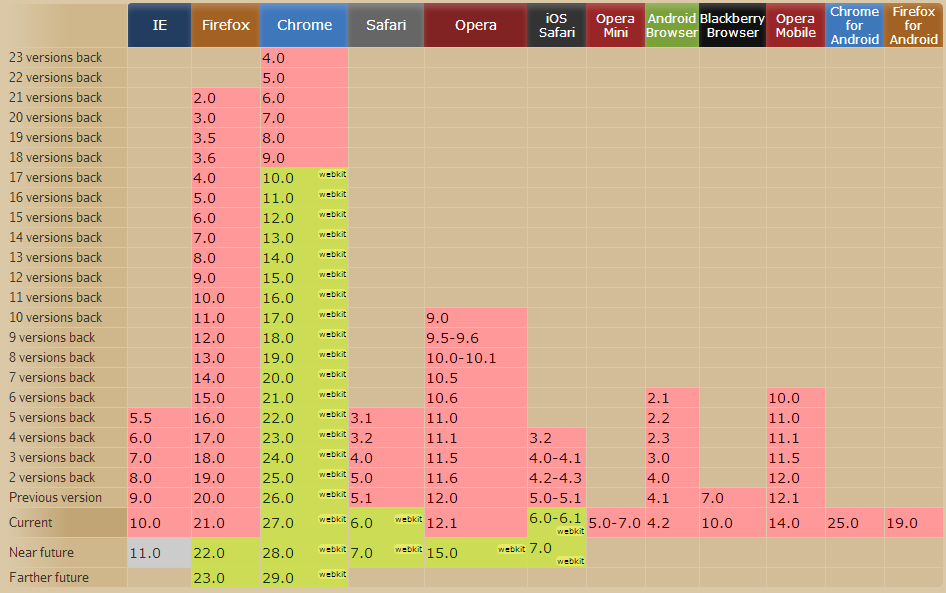 IE Firefox Chrome Safari Opera iOS Safari Opera Mini Android Browser Blackberry Browser Opera Mobile Chrome for Android Firefox for Android
23 versions back 4.0
22 versions back 5.0
21 versions back 2.0 6.0
20 versions back 3.0 7.0
19 versions back 3.5 8.0
18 versions back 3.6 9.0
17 versions back 4.0 10.0 webkit
16 versions back 5.0 11.0 webkit
15 versions back 6.0 12.0 webkit
14 versions back 7.0 13.0 webkit
13 versions back 8.0 14.0 webkit
12 versions back 9.0 15.0 webkit
11 versions back 10.0 16.0 webkit
10 versions back 11.0 17.0 webkit 9.0
9 versions back 12.0 18.0 webkit 9.5-9.6
8 versions back 13.0 19.0 webkit 10.0-10.1
7 versions back 14.0 20.0 webkit 10.5
6 versions back 15.0 21.0 webkit 10.6 2.1 10.0
5 versions back 5.5 16.0 22.0 webkit 3.1 11.0 2.2 11.0
4 versions back 6.0 17.0 23.0 webkit 3.2 11.1 3.2 2.3 11.1
3 versions back 7.0 18.0 24.0 webkit 4.0 11.5 4.0-4.1 3.0 11.5
2 versions back 8.0 19.0 25.0 webkit 5.0 11.6 4.2-4.3 4.0 12.0
Previous version 9.0 20.0 26.0 webkit 5.1 12.0 5.0-5.1 4.1 7.0 12.1
Current 10.0 21.0 27.0 webkit 6.0 webkit 12.1 6.0-6.1 webkit 5.0-7.0 4.2 10.0 14.0 25.0 19.0
Near future 11.0 22.0 28.0 webkit 7.0 webkit 15.0 webkit 7.0 webkit
Farther future 23.0 29.0 webkit